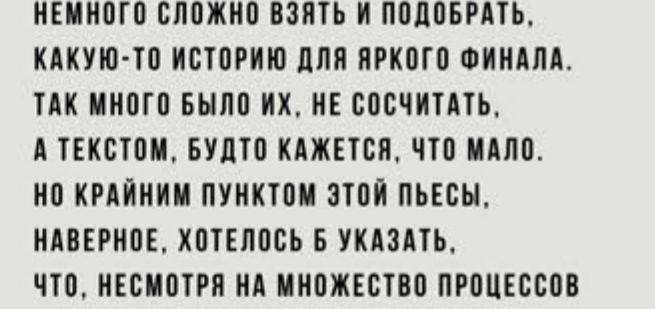 НЕМНОГО СЛОЖНО ВЗЯТЬ И ПОДОБРАТЬ,
КАКУЮ-ТО ИСТОРИЮ ДЛЯ ЯРКОГО ФИНАЛА.
ТАК МНОГО БЫЛО ИХ, НЕ СОСЧИТАТЬ,
А ТЕКСТОМ, БУДТО КАЖЕТСЯ, ЧТО МАЛО.
НО КРАЙНИМ ПУНКТОМ ЭТОЙ ПЬЕСЫ,
НАВЕРНОЕ, ХОТЕЛОСЬ Б УКАЗАТЬ,
ЧТО, НЕСМОТРЯ НА МНОЖЕСТВО ПРОЦЕССОВ